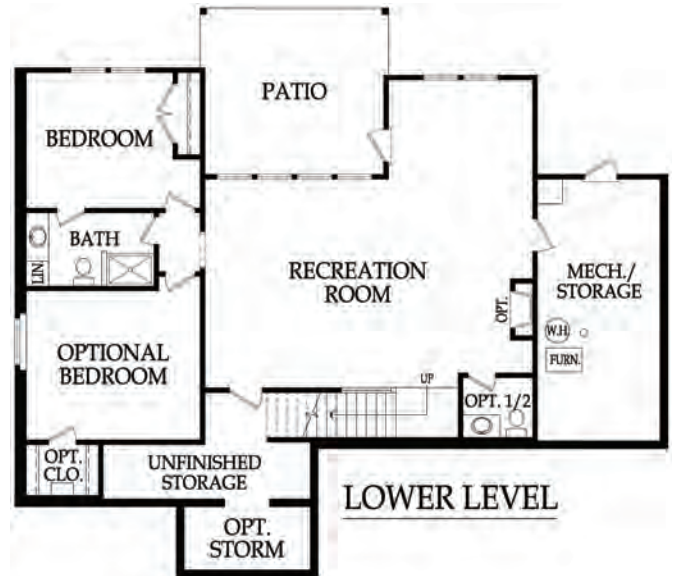 PATIO
BEDROOM
BATH
LIN.
RECREATION
ROOM
MECH./
STORAGE
OPT.
W.H.
FURN.
OPTIONAL
BEDROOM
UP
OPT. 1/2
OPT.
CLO.
UNFINISHED
STORAGE
LOWER LEVEL
OPT.
STORM